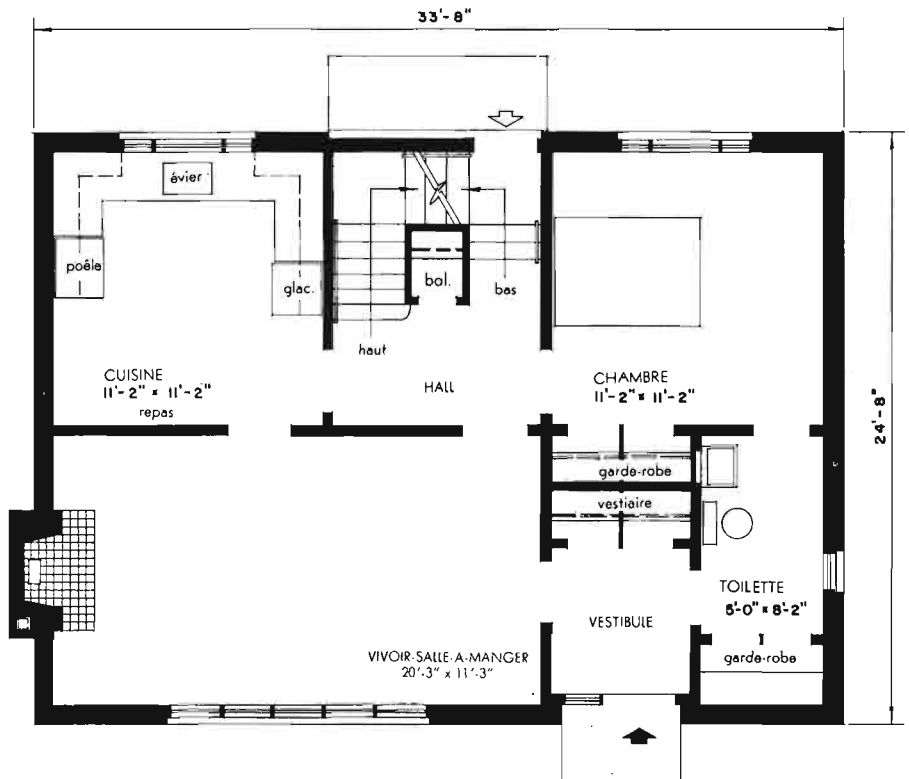 33'-8"
évier
poêle
glac.
bal.
bas
haut
CUISINE
11'-2" x 11'-2"
repas
HALL
CHAMBRE
11'-2" x 11'-2"
24'-8"
garde-robe
vestiaire
TOILETTE
5'-0" x 8'-2"
VESTIBULE
garde-robe
VIVOIR-SALLE-A-MANGER
20'-3" x 11'-3"